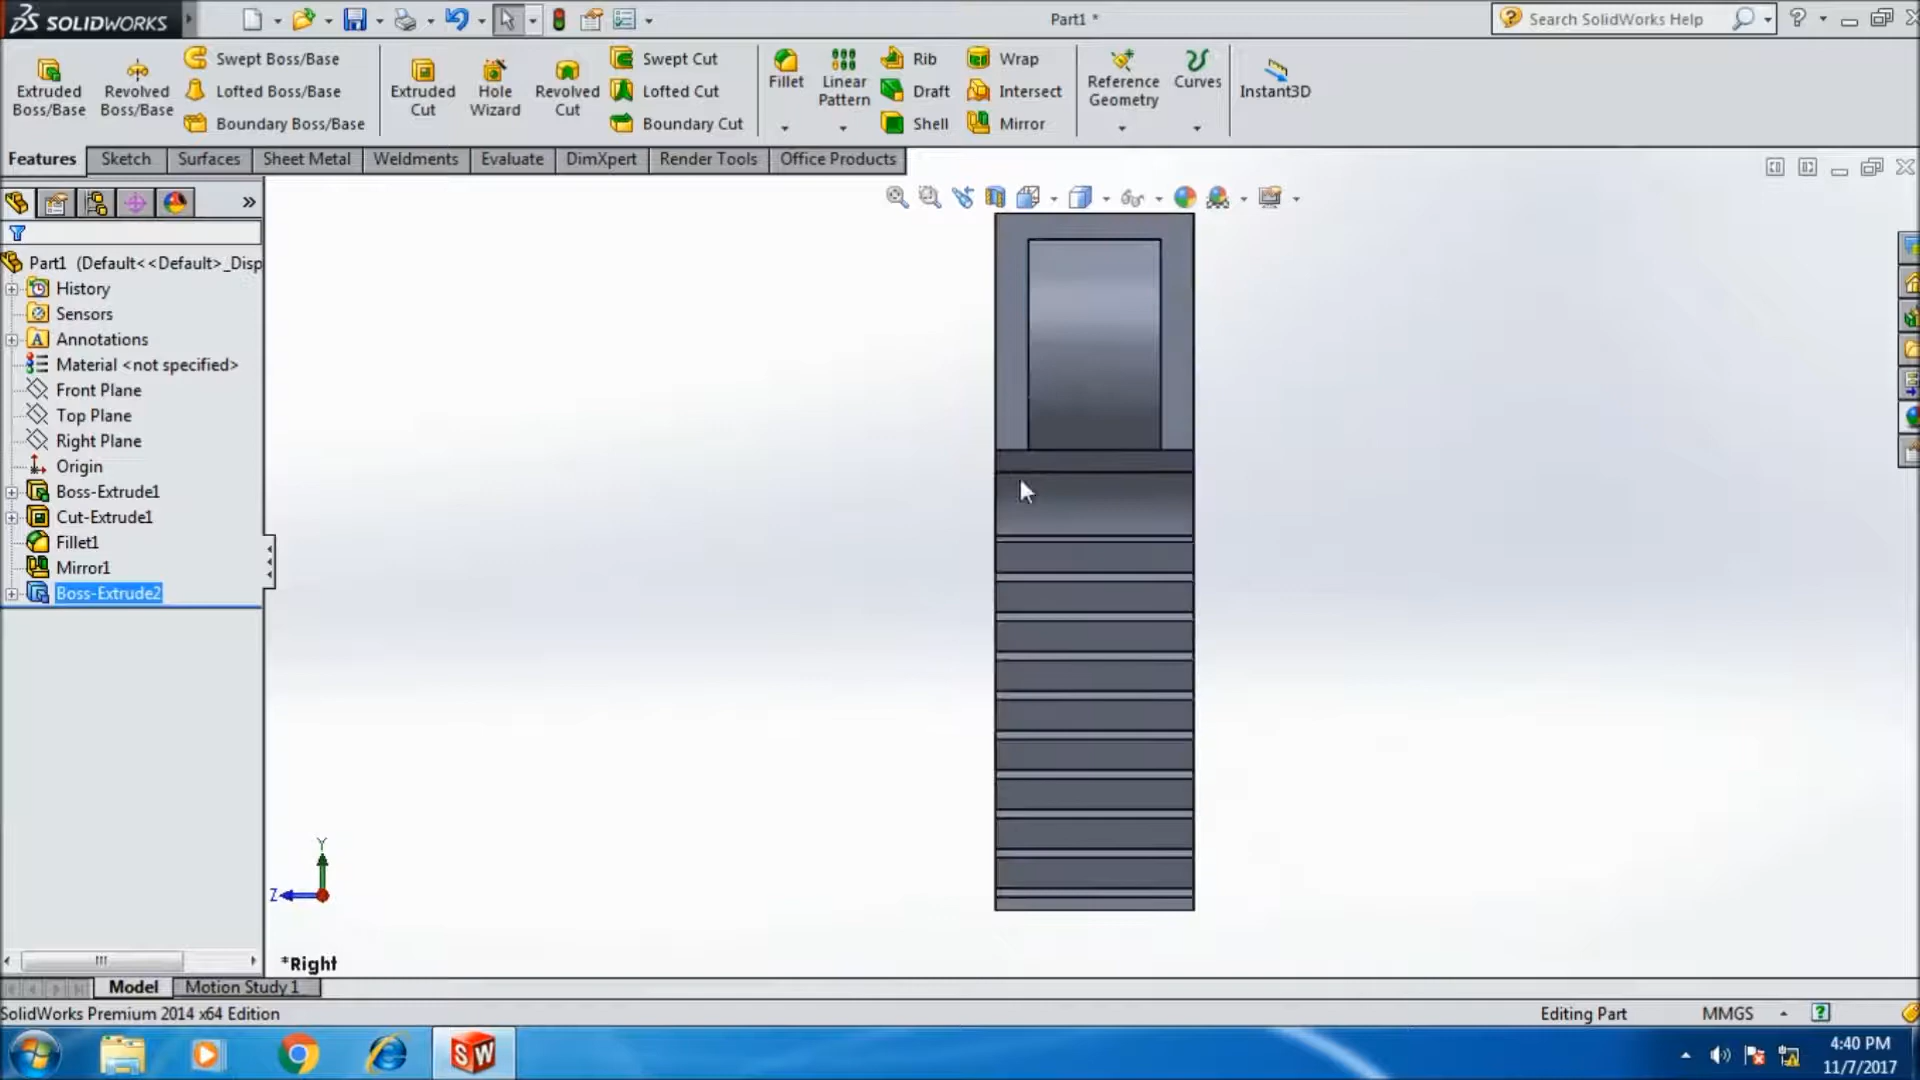 SOLIDWORKS
Part1 *
Search SolidWorks Help
Extruded Boss/Base
Revolved Boss/Base
Swept Boss/Base
Lofted Boss/Base
Boundary Boss/Base
Extruded Cut
Hole Wizard
Revolved Cut
Swept Cut
Lofted Cut
Boundary Cut
Fillet
Linear Pattern
Rib
Draft
Shell
Wrap
Intersect
Mirror
Reference Geometry
Curves
Instant3D
Features
Sketch
Surfaces
Sheet Metal
Weldments
Evaluate
DimXpert
Render Tools
Office Products
Part1 (Default<<Default>_Disp
History
Sensors
Annotations
Material <not specified>
Front Plane
Top Plane
Right Plane
Origin
Boss-Extrude1
Cut-Extrude1
Fillet1
Mirror1
Boss-Extrude2
Y
Z
*Right
Model
Motion Study 1
SolidWorks Premium 2014 x64 Edition
Editing Part
MMGS
SW
4:40 PM
11/7/2017